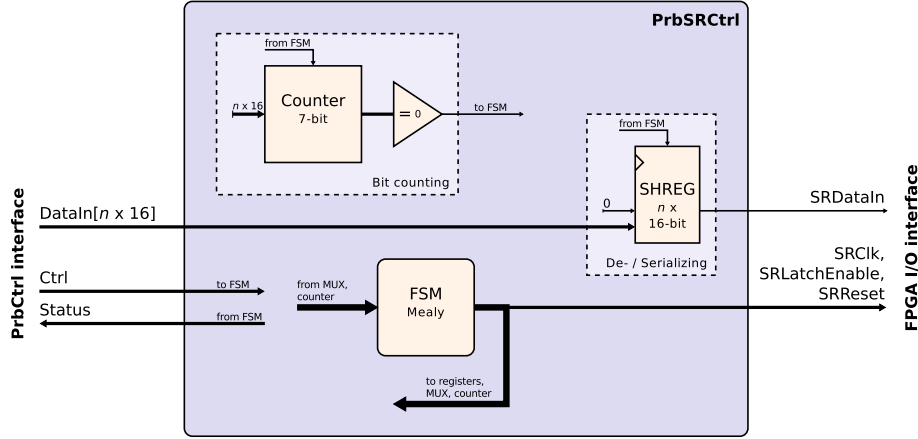 PrbSRCtrl
from FSM
n x 16
Counter
7-bit
= 0
to FSM
Bit counting
from FSM
0
SHREG
n x
16-bit
De- / Serializing
PrbCtrl interface
DataIn[n x 16]
Ctrl
to FSM
Status
from FSM
from MUX,
counter
FSM
Mealy
to registers,
MUX, counter
SRDataIn
SRClk,
SRLatchEnable,
SRReset
FPGA I/O interface